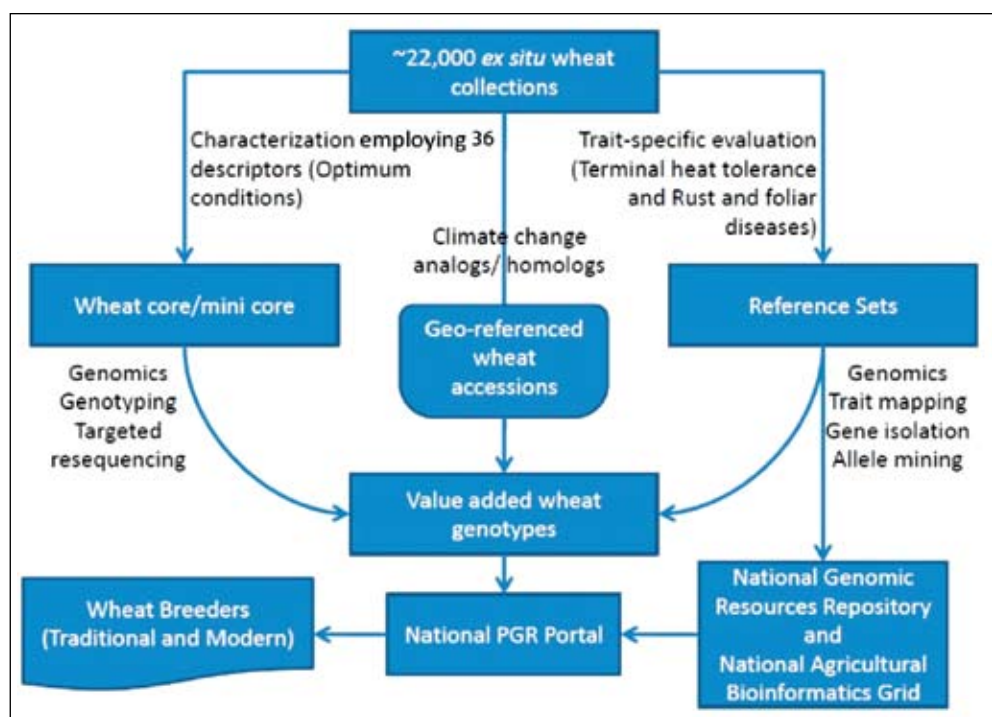 ~22,000 ex situ wheat
collections
Characterization employing 36
descriptors (Optimum
conditions)
Trait-specific evaluation
(Terminal heat tolerance
and Rust and foliar
diseases)
Climate change
analogs/ homologs
Wheat core/mini core
Geo-referenced
wheat
accessions
Reference Sets
Genomics
Genotyping
Targeted
resequencing
Genomics
Trait mapping
Gene isolation
Allele mining
Value added wheat
genotypes
Wheat Breeders
(Traditional and Modern)
National PGR Portal
National Genomic
Resources Repository
and
National Agricultural
Bioinformatics Grid